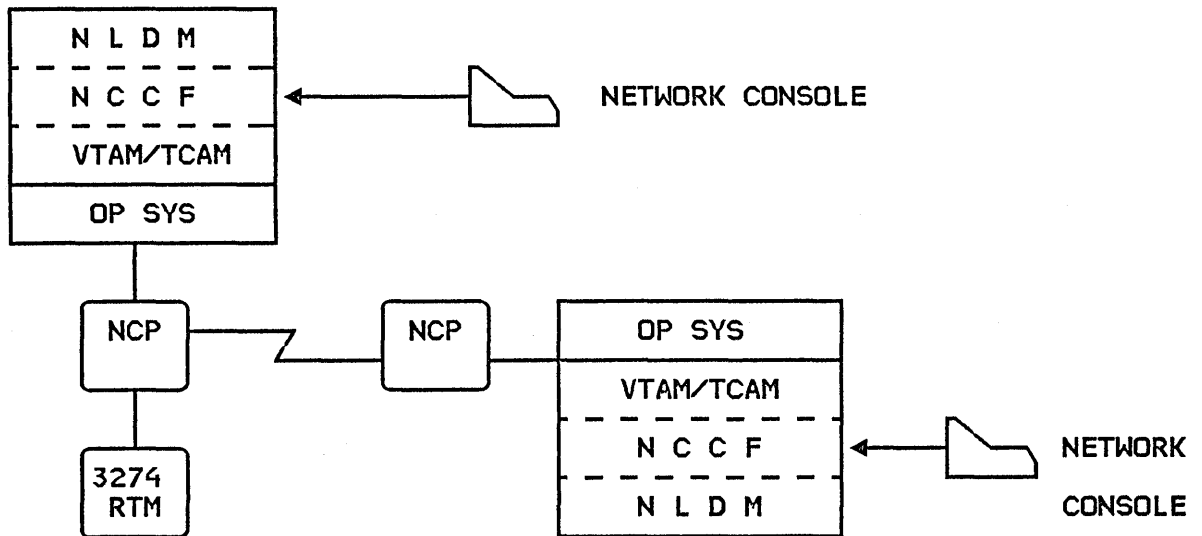 N L D M
N C C F
VTAM/TCAM
OP SYS
NETWORK CONSOLE
NCP
NCP
3274
RTM
OP SYS
VTAM/TCAM
N C C F
N L D M
NETWORK
CONSOLE